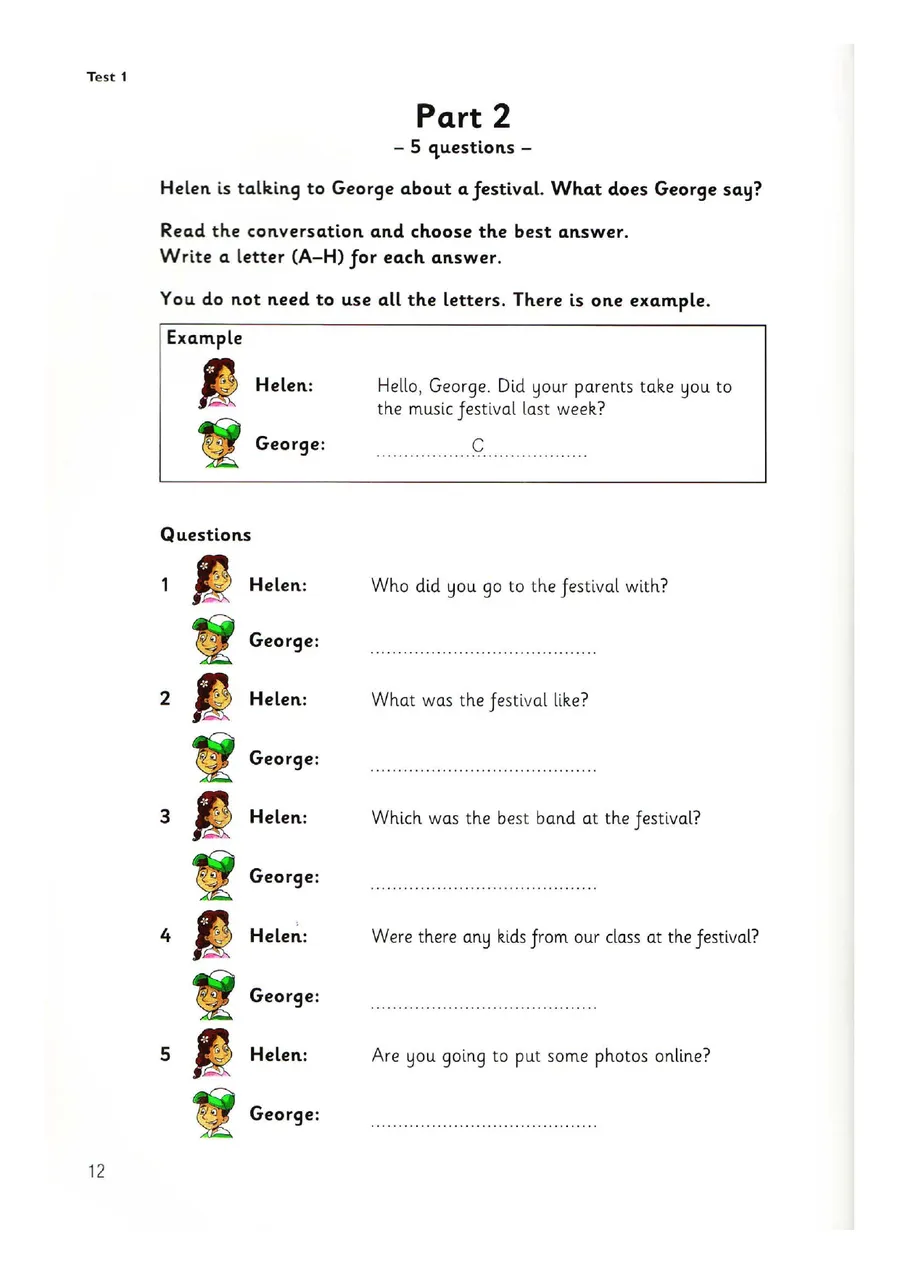 Test 1
Part 2
– 5 questions –
Helen is talking to George about a festival. What does George say?
Read the conversation and choose the best answer.
Write a letter (A–H) for each answer.
You do not need to use all the letters. There is one example.
Example
Helen: Hello, George. Did your parents take you to
the music festival last week?
George: C
Questions
1 Helen: Who did you go to the festival with?
George:
2 Helen: What was the festival like?
George:
3 Helen: Which was the best band at the festival?
George:
4 Helen: Were there any kids from our class at the festival?
George:
5 Helen: Are you going to put some photos online?
George:
12